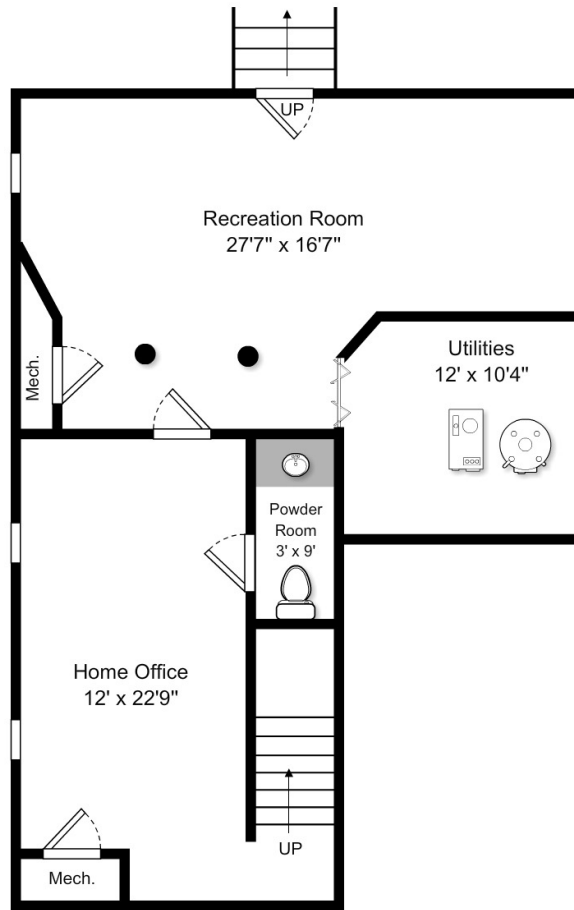 UP
Recreation Room
27'7" x 16'7"
Utilities
12' x 10'4"
Mech.
Powder
Room
3' x 9'
Home Office
12' x 22'9"
UP
Mech.